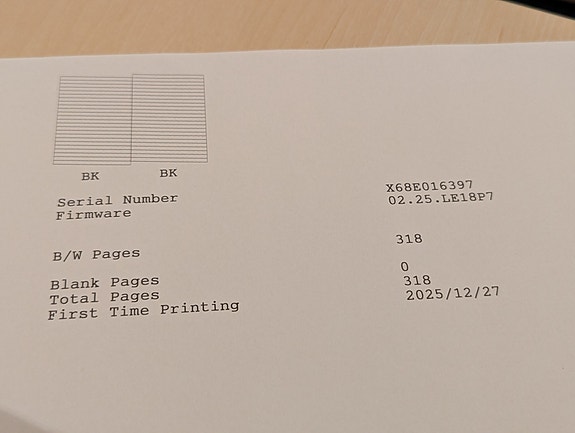 BK BK
Serial Number X68E016397
Firmware 02.25.LE18P7
B/W Pages 318
Blank Pages 0
Total Pages 318
First Time Printing 2025/12/27